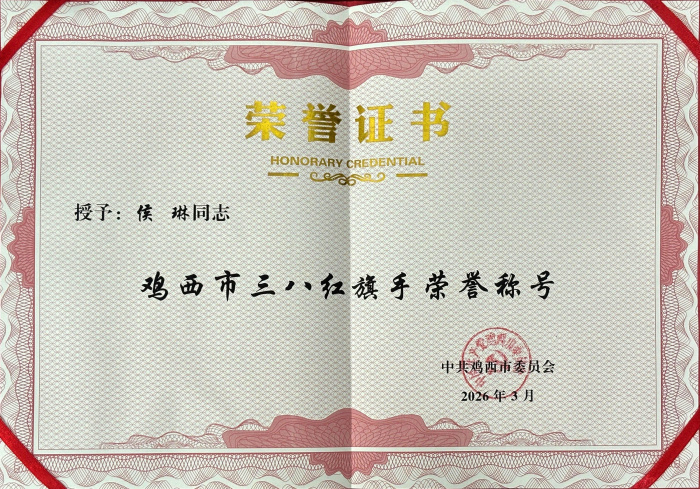 荣誉证书
HONORARY CREDENTIAL
授予：侯 琳同志
鸡西市三八红旗手荣誉称号
中共鸡西市委员会
2026年3月